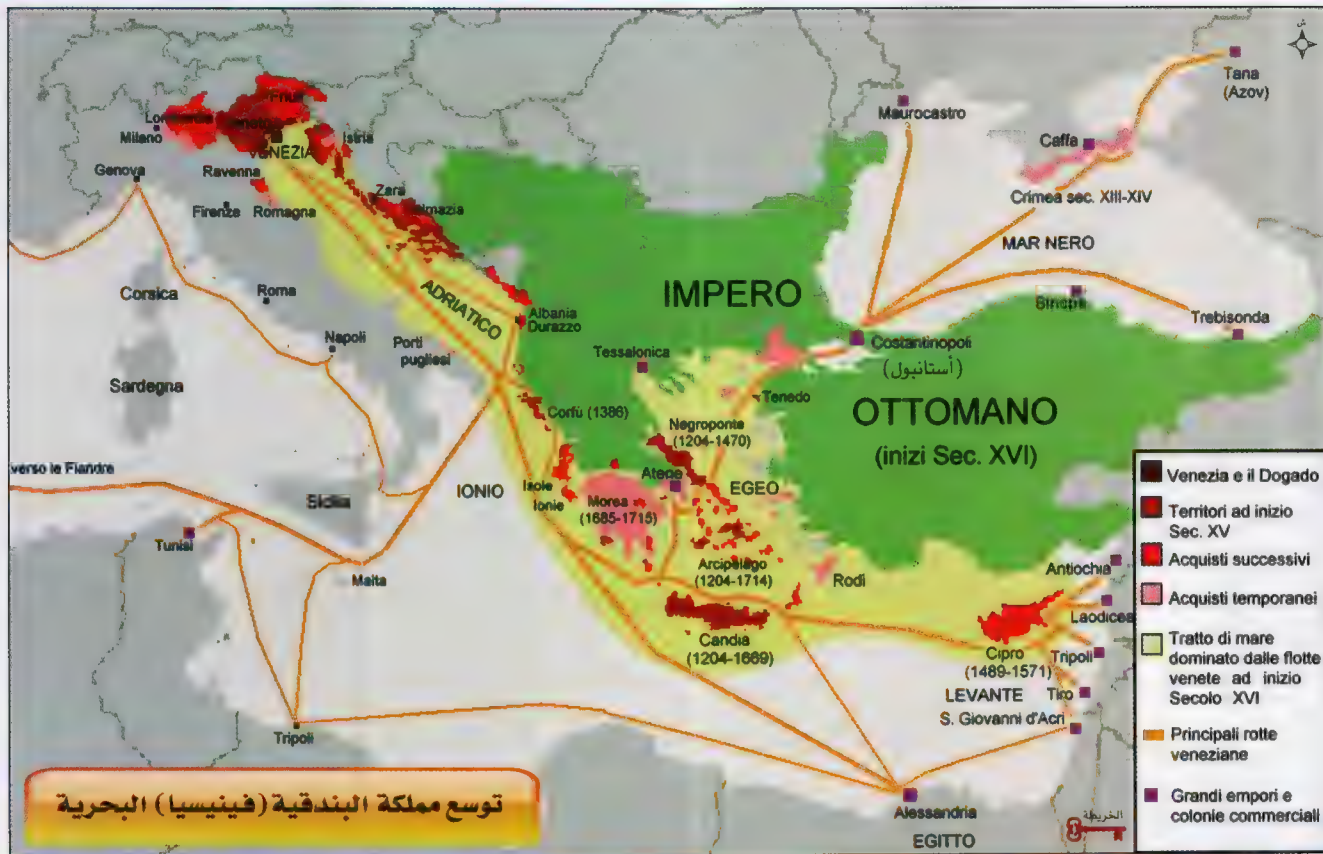 ش
Tana
(Azov)
Maurocastro
Caffa
Crimea sec. XIII-XIV
MAR NERO
Sinope
Trebisonda
Friuli
Lombardia
Veneto
Milano
VENEZIA
Istria
Ravenna
Genova
Firenze
Romagna
Zara
Dalmazia
Corsica
Roma
ADRIATICO
Albania
Durazzo
Napoli
Porti
pugliesi
Sardegna
IMPERO
Tessalonica
Costantinopoli
(أستانبول)
Tenedo
OTTOMANO
(inizi Sec. XVI)
Corfù (1386)
Negroponte
(1204-1470)
Atene
EGEO
verso le Fiandre
Sicilia
IONIO
Isole
Ionie
Morea
(1685-1715)
Tunisi
Malta
Arcipelago
(1204-1714)
Rodi
Candia
(1204-1669)
Antiochia
Laodicea
Cipro
(1489-1571)
Tripoli
LEVANTE
Tiro
S. Giovanni d'Acri
Tripoli
Alessandria
EGITTO
Venezia e il Dogado
Territori ad inizio
Sec. XV
Acquisti successivi
Acquisti temporanei
Tratto di mare
dominato dalle flotte
venete ad inizio
Secolo XVI
Principali rotte
veneziane
Grandi empori e
colonie commerciali
الخريطة
توسع مملكة البندقية (فينيسيا) البحرية